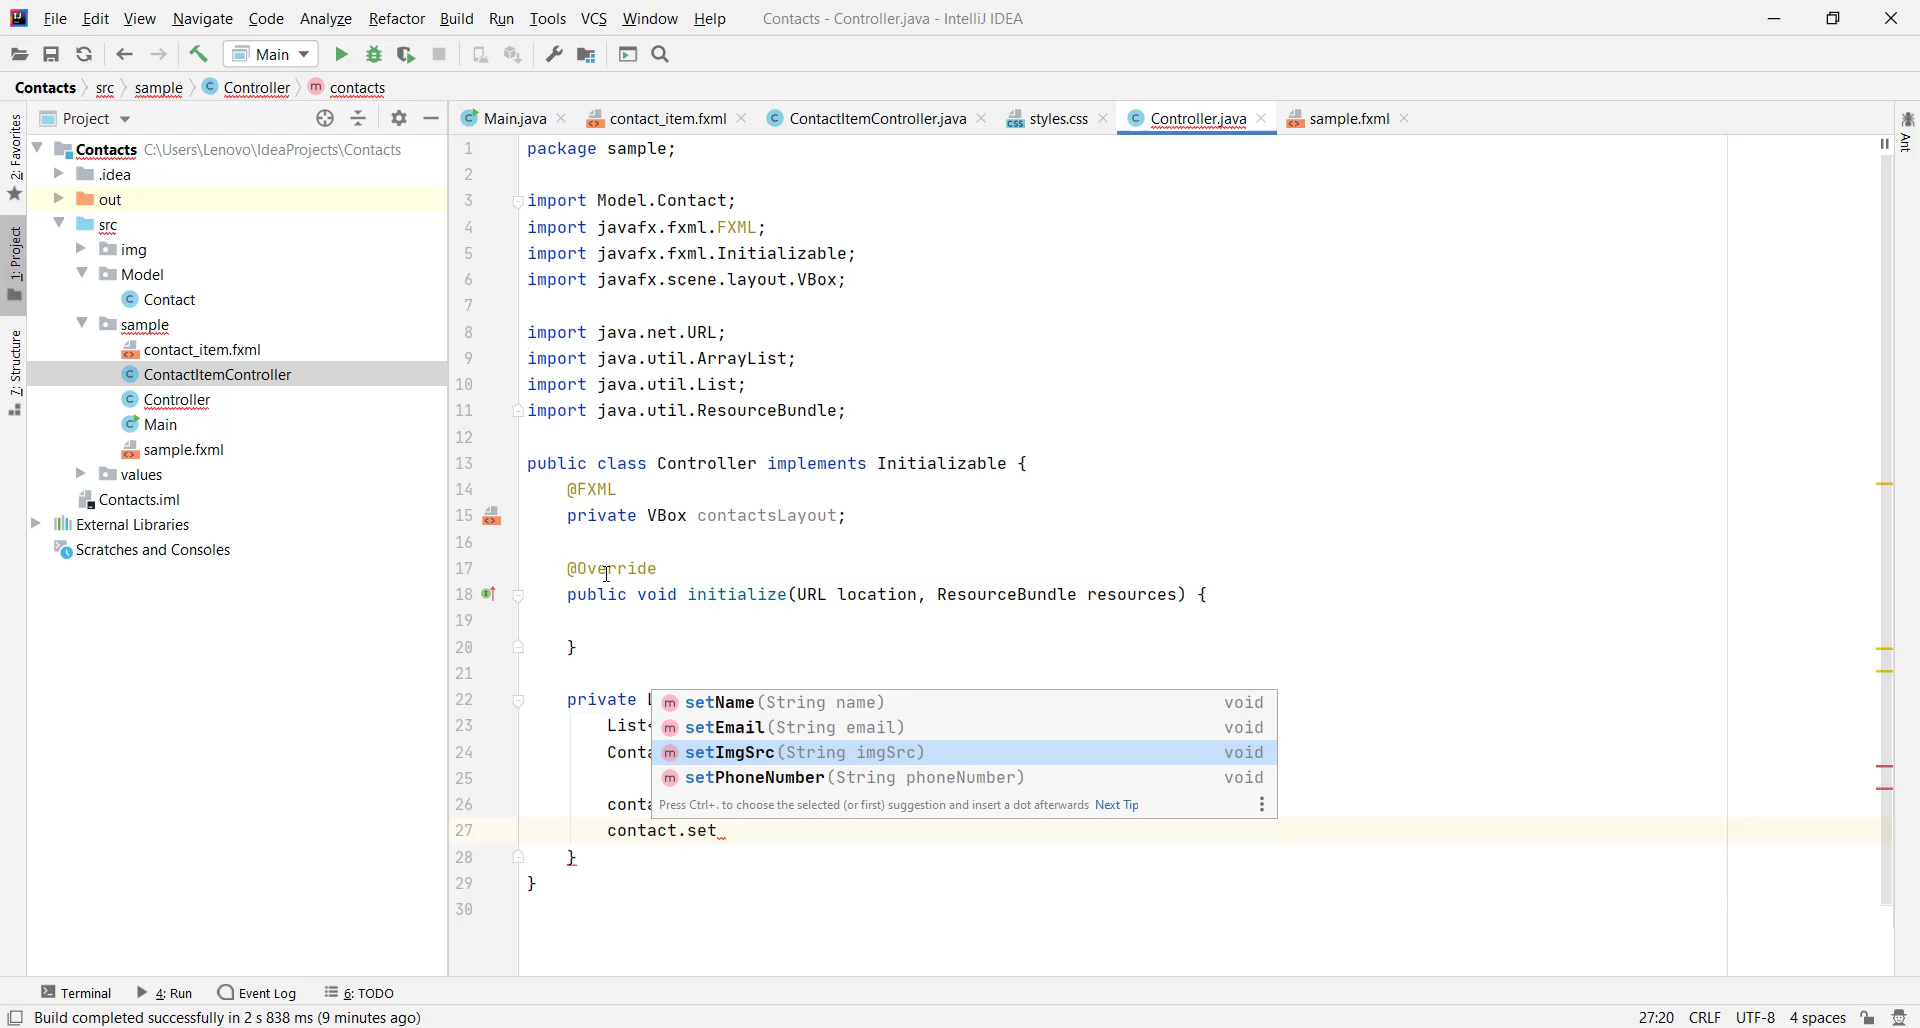 File Edit View Navigate Code Analyze Refactor Build Run Tools VCS Window Help Contacts - Controller.java - IntelliJ IDEA
Main
Contacts src sample Controller contacts
Project
Main.java contact_item.fxml ContactItemController.java styles.css Controller.java sample.fxml
2: Favorites
1: Project
7: Structure
Ant
Contacts C:\Users\Lenovo\IdeaProjects\Contacts
.idea
out
src
img
Model
Contact
sample
contact_item.fxml
ContactItemController
Controller
Main
sample.fxml
values
Contacts.iml
External Libraries
Scratches and Consoles
1 package sample;
2
3 import Model.Contact;
4 import javafx.fxml.FXML;
5 import javafx.fxml.Initializable;
6 import javafx.scene.layout.VBox;
7
8 import java.net.URL;
9 import java.util.ArrayList;
10 import java.util.List;
11 import java.util.ResourceBundle;
12
13 public class Controller implements Initializable {
14 @FXML
15 private VBox contactsLayout;
16
17 @Override
18 public void initialize(URL location, ResourceBundle resources) {
19
20 }
21
22 private
23 List<
24 Conta
25
26 conta
27 contact.set
28 }
29 }
30
setName(String name) void
setEmail(String email) void
setImgSrc(String imgSrc) void
setPhoneNumber(String phoneNumber) void
Press Ctrl+. to choose the selected (or first) suggestion and insert a dot afterwards Next Tip
Terminal 4: Run Event Log 6: TODO
Build completed successfully in 2 s 838 ms (9 minutes ago) 27:20 CRLF UTF-8 4 spaces